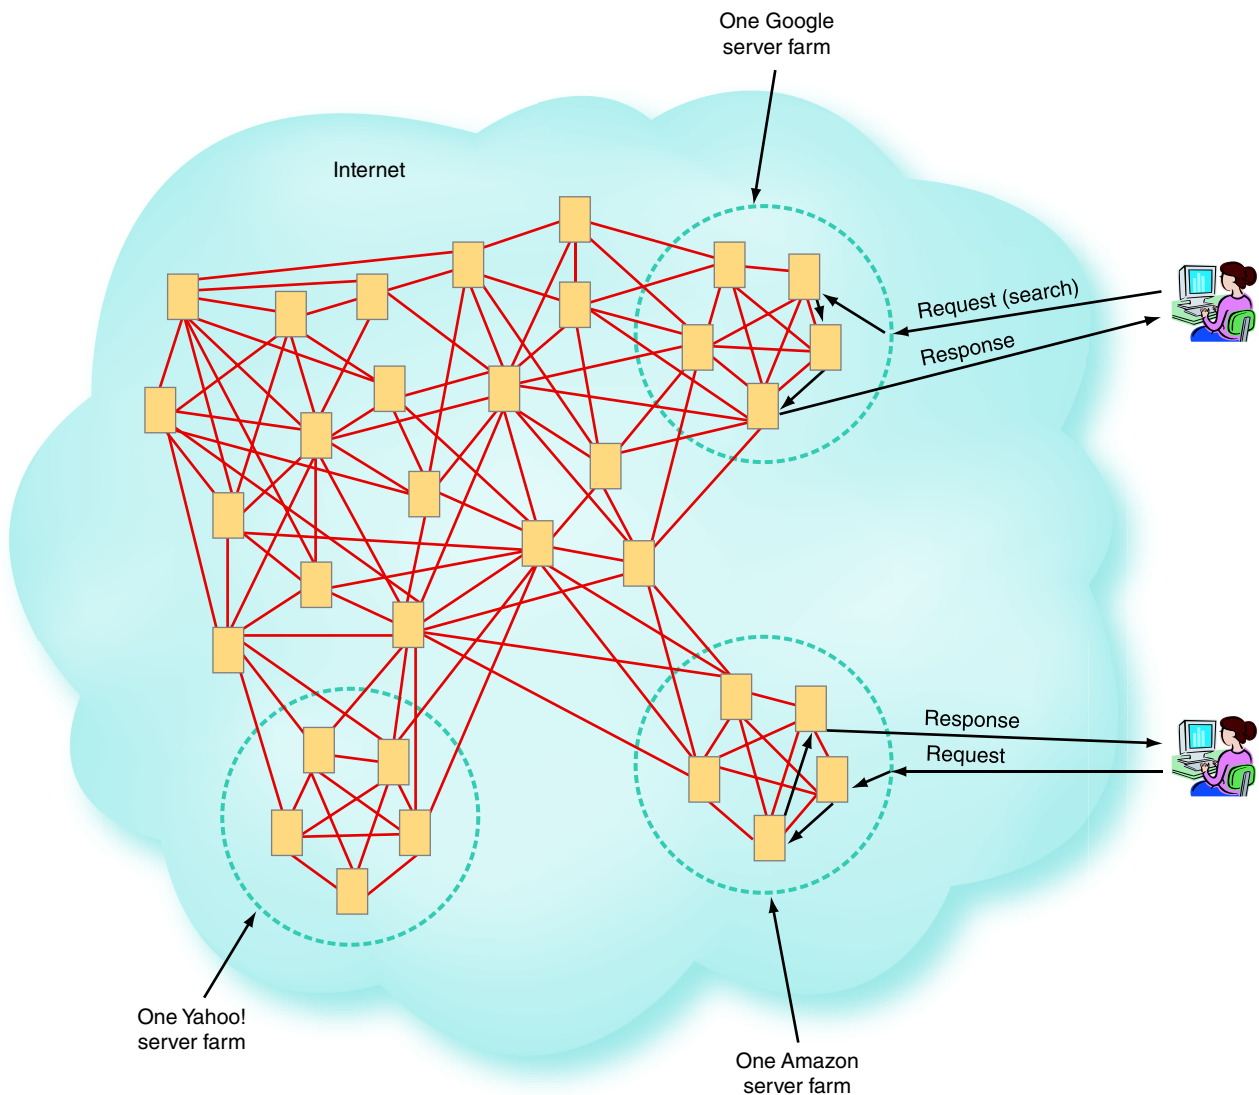 One Google
server farm
Internet
Request (search)
Response
Response
Request
One Yahoo!
server farm
One Amazon
server farm